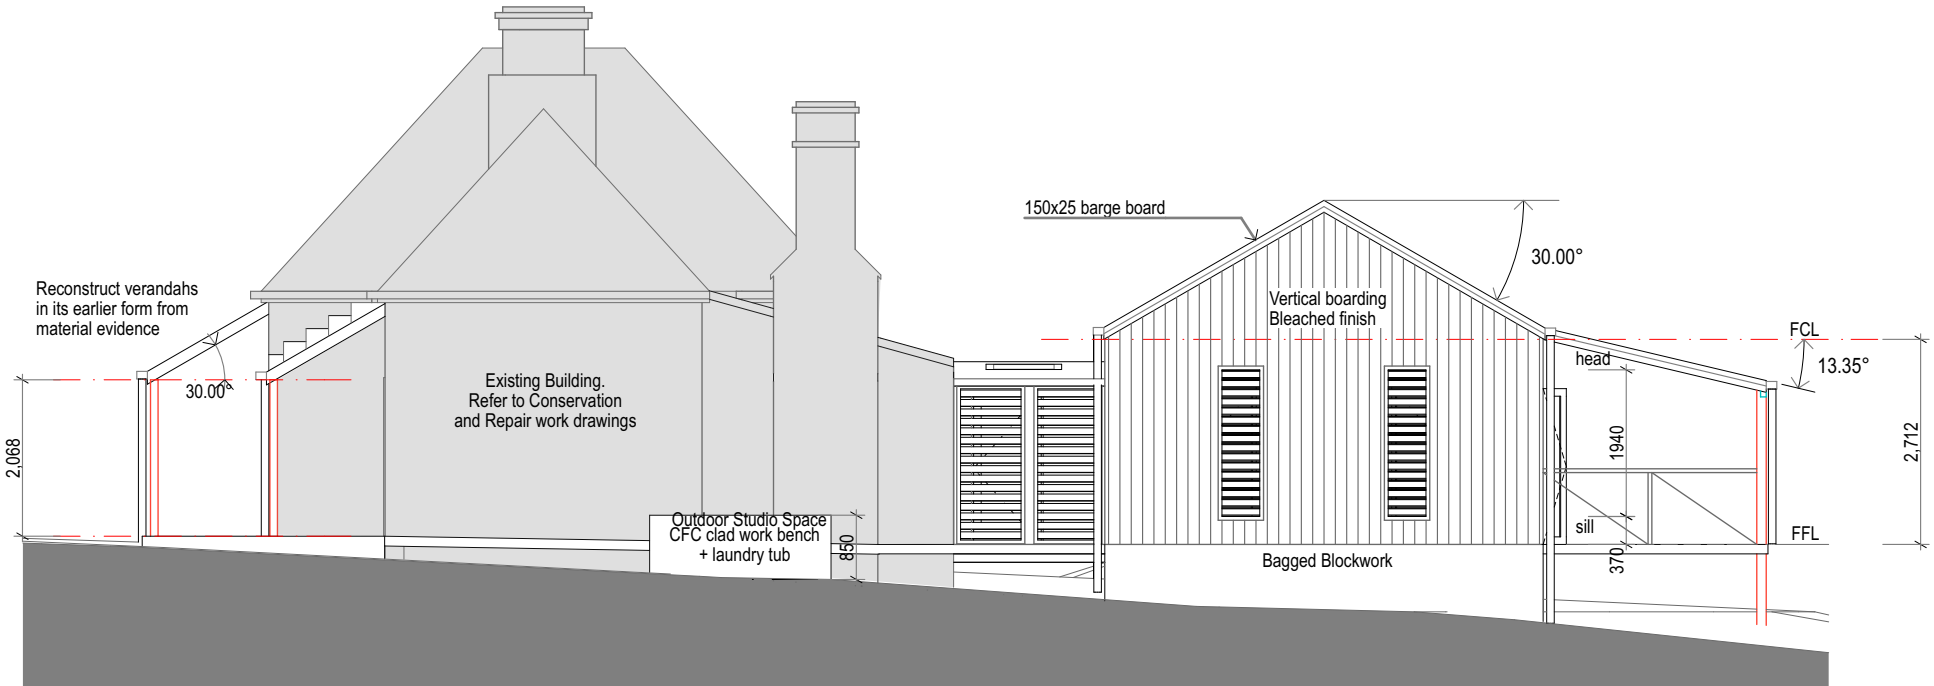 150x25 barge board
30.00°
Reconstruct verandahs
in its earlier form from
material evidence
30.00°
2,068
Existing Building.
Refer to Conservation
and Repair work drawings
Vertical boarding
Bleached finish
FCL
head
13.35°
1940
2,712
Outdoor Studio Space
CFC clad work bench
+ laundry tub
850
sill
FFL
370
Bagged Blockwork